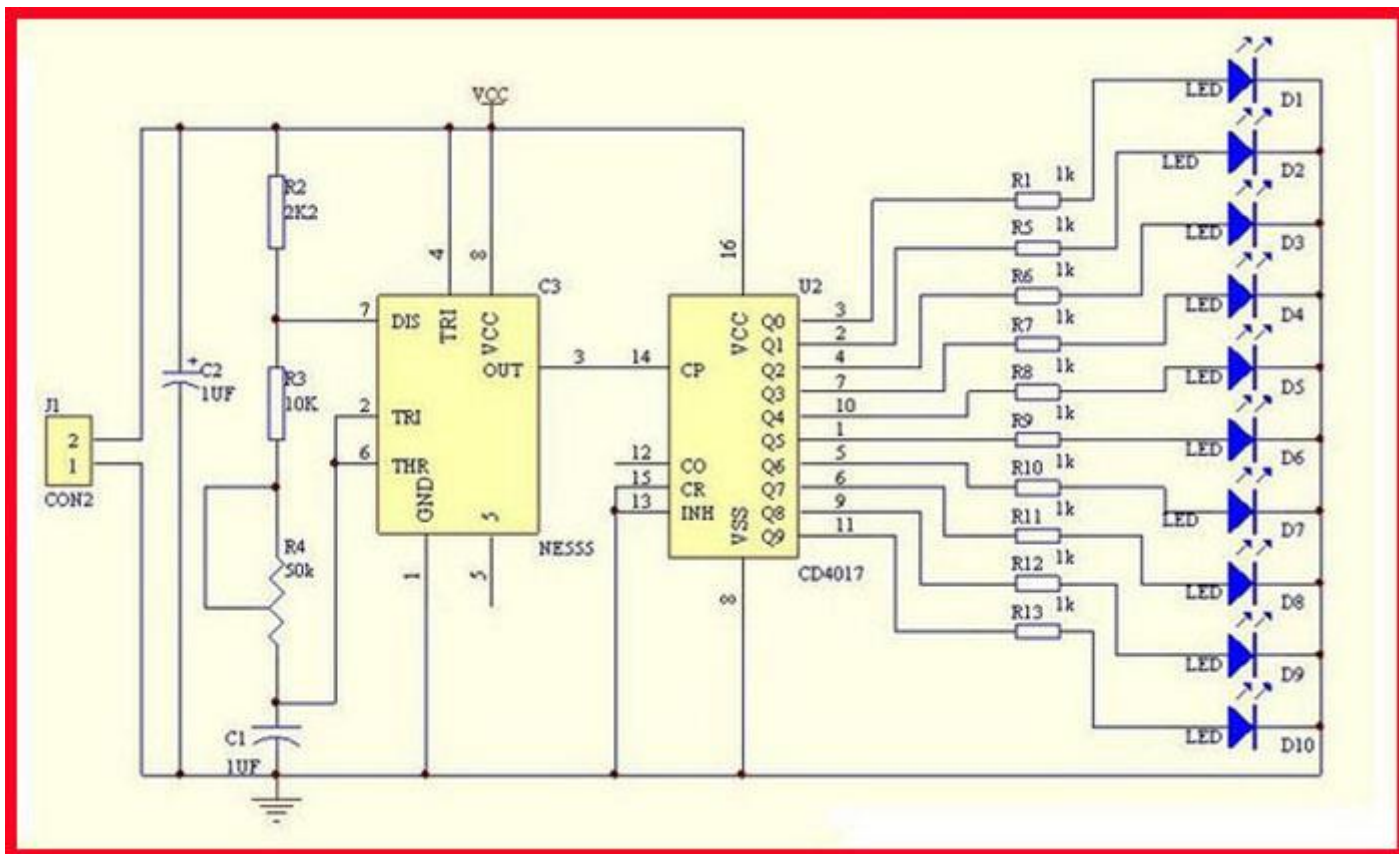 VCC
R2
2K2
C2
1UF
R3
10K
J1
2
1
CON2
R4
50k
C1
1UF
4
8
C3
7
DIS
TRI
VCC
OUT
3
2
TRI
6
THR
GND
5
NE555
1
5
16
U2
14
CP
VCC
12
CO
15
CR
13
INH
VSS
8
CD4017
Q0
3
Q1
2
Q2
4
Q3
7
Q4
10
Q5
1
Q6
5
Q7
6
Q8
9
Q9
11
R1
1k
R5
1k
R6
1k
R7
1k
R8
1k
R9
1k
R10
1k
R11
1k
R12
1k
R13
1k
LED
D1
LED
D2
LED
D3
LED
D4
LED
D5
LED
D6
LED
D7
LED
D8
LED
D9
LED
D10